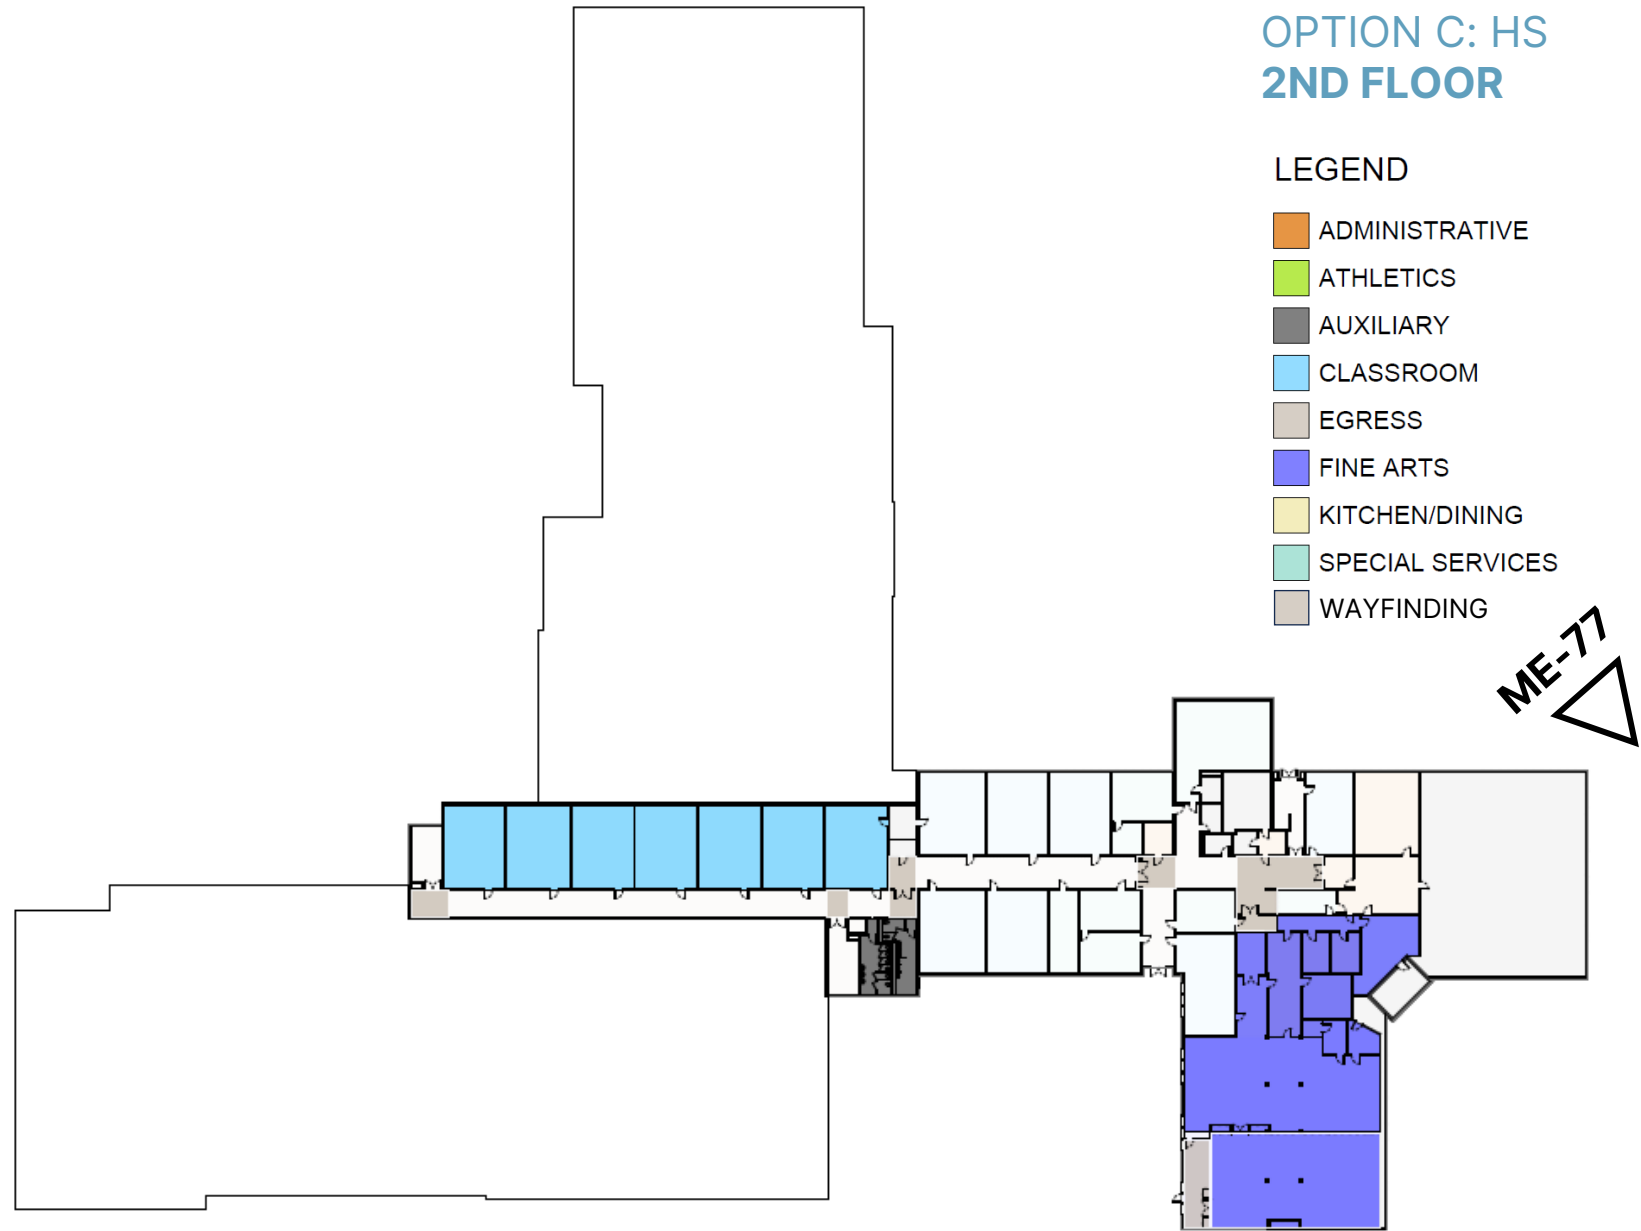 OPTION C: HS
2ND FLOOR
LEGEND
ADMINISTRATIVE
ATHLETICS
AUXILIARY
CLASSROOM
EGRESS
FINE ARTS
KITCHEN/DINING
SPECIAL SERVICES
WAYFINDING
ME-77